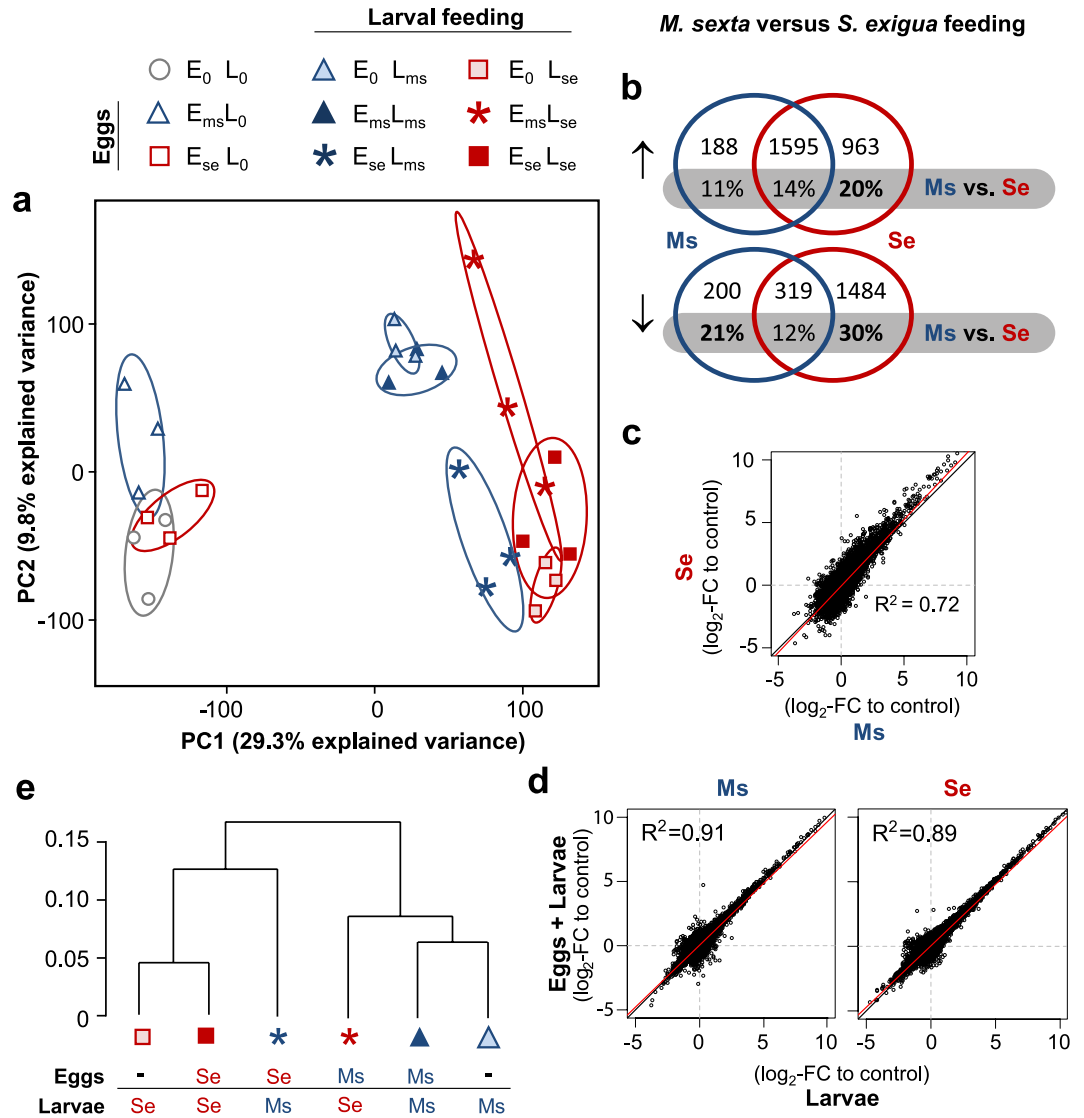 Larval feeding
M. sexta versus S. exigua feeding
Eggs
E0 L0
E0 Lms
E0 Lse
EmsL0
EmsLms
EmsLse
Ese L0
Ese Lms
Ese Lse
a
PC2 (9.8% explained variance)
100
0
-100
-100
0
100
PC1 (29.3% explained variance)
b
↑
188 1595 963
11% 14% 20% Ms vs. Se
Ms Se
↓
200 319 1484
21% 12% 30% Ms vs. Se
c
Se
(log2-FC to control)
10
5
0
-5
R2 = 0.72
-5 0 5 10
(log2-FC to control)
Ms
e
0.15
0.10
0.05
0
Eggs - Se Se Ms Ms -
Larvae Se Se Ms Se Ms Ms
d
Ms Se
Eggs + Larvae
(log2-FC to control)
10
5
0
-5
R2=0.91
R2=0.89
-5 0 5 10
-5 0 5 10
(log2-FC to control)
Larvae